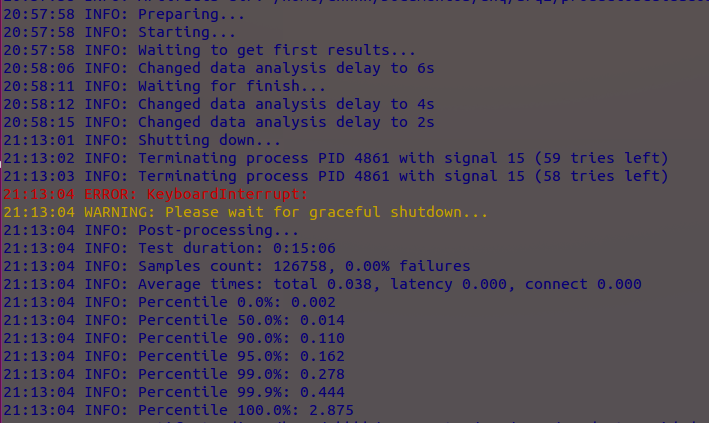 20:57:58 INFO: Preparing...
20:57:58 INFO: Starting...
20:57:58 INFO: Waiting to get first results...
20:58:06 INFO: Changed data analysis delay to 6s
20:58:11 INFO: Waiting for finish...
20:58:12 INFO: Changed data analysis delay to 4s
20:58:15 INFO: Changed data analysis delay to 2s
21:13:01 INFO: Shutting down...
21:13:02 INFO: Terminating process PID 4861 with signal 15 (59 tries left)
21:13:03 INFO: Terminating process PID 4861 with signal 15 (58 tries left)
21:13:04 ERROR: KeyboardInterrupt:
21:13:04 WARNING: Please wait for graceful shutdown...
21:13:04 INFO: Post-processing...
21:13:04 INFO: Test duration: 0:15:06
21:13:04 INFO: Samples count: 126758, 0.00% failures
21:13:04 INFO: Average times: total 0.038, latency 0.000, connect 0.000
21:13:04 INFO: Percentile 0.0%: 0.002
21:13:04 INFO: Percentile 50.0%: 0.014
21:13:04 INFO: Percentile 90.0%: 0.110
21:13:04 INFO: Percentile 95.0%: 0.162
21:13:04 INFO: Percentile 99.0%: 0.278
21:13:04 INFO: Percentile 99.9%: 0.444
21:13:04 INFO: Percentile 100.0%: 2.875